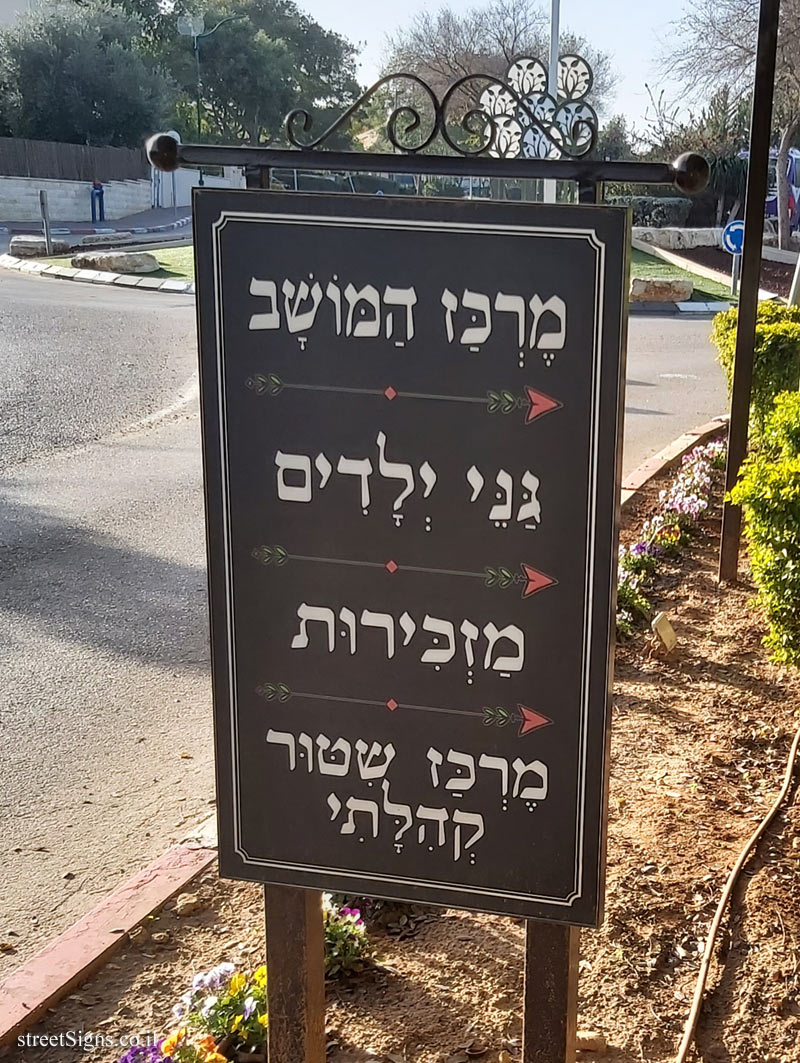 מֶרְכַּז הַמּוֹשָׁב
גַּנֵּי יְלָדִים
מַזְכִּירוּת
מֶרְכַּז שִׁטּוּר
קְהִלָּתִי
streetSigns.co.il